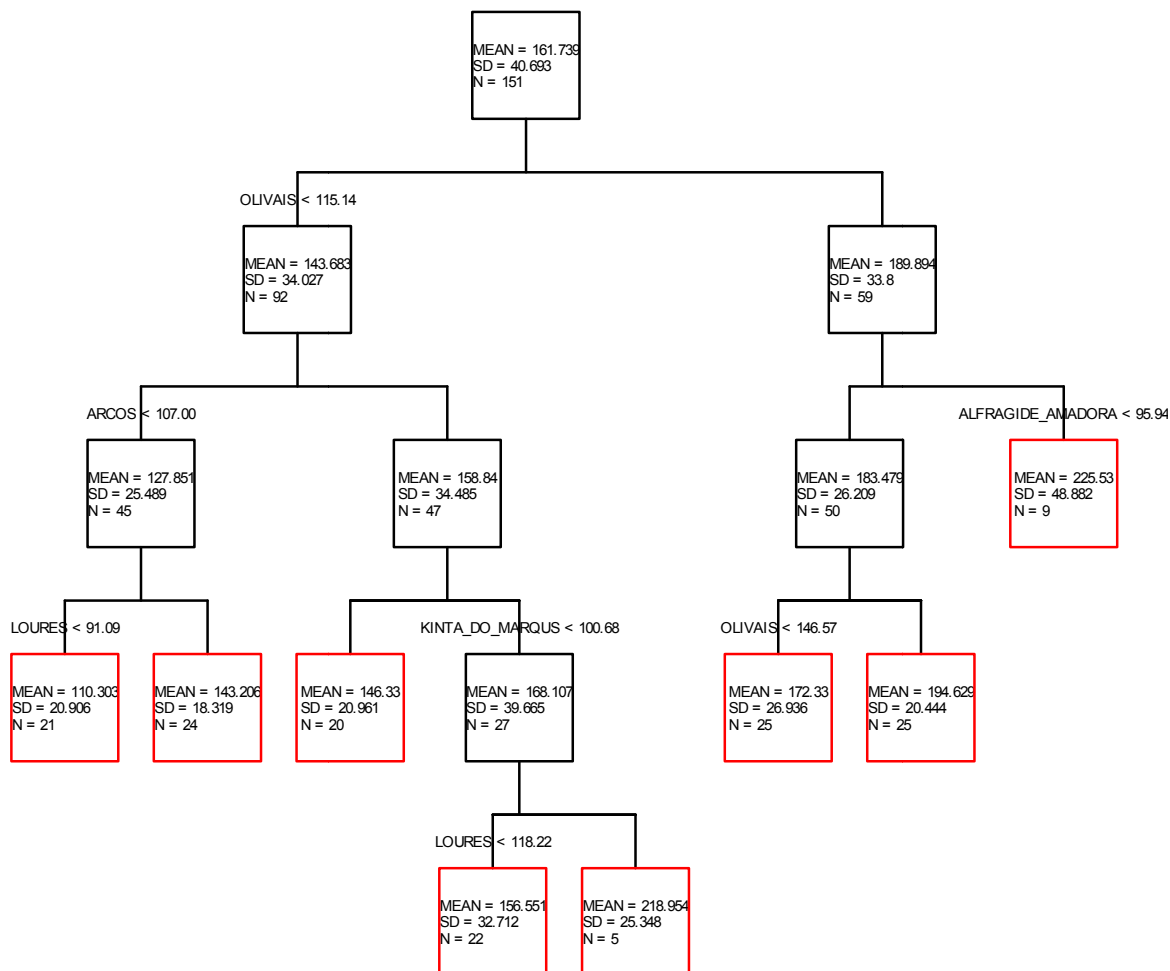 MEAN = 161.739
SD = 40.693
N = 151
OLIVAIS < 115.14
MEAN = 143.683
SD = 34.027
N = 92
MEAN = 189.894
SD = 33.8
N = 59
ARCOS < 107.00
ALFRAGIDE_AMADORA < 95.94
MEAN = 127.851
SD = 25.489
N = 45
MEAN = 158.84
SD = 34.485
N = 47
MEAN = 183.479
SD = 26.209
N = 50
MEAN = 225.53
SD = 48.882
N = 9
LOURES < 91.09
KINTA_DO_MARQUS < 100.68
OLIVAIS < 146.57
MEAN = 110.303
SD = 20.906
N = 21
MEAN = 143.206
SD = 18.319
N = 24
MEAN = 146.33
SD = 20.961
N = 20
MEAN = 168.107
SD = 39.665
N = 27
MEAN = 172.33
SD = 26.936
N = 25
MEAN = 194.629
SD = 20.444
N = 25
LOURES < 118.22
MEAN = 156.551
SD = 32.712
N = 22
MEAN = 218.954
SD = 25.348
N = 5